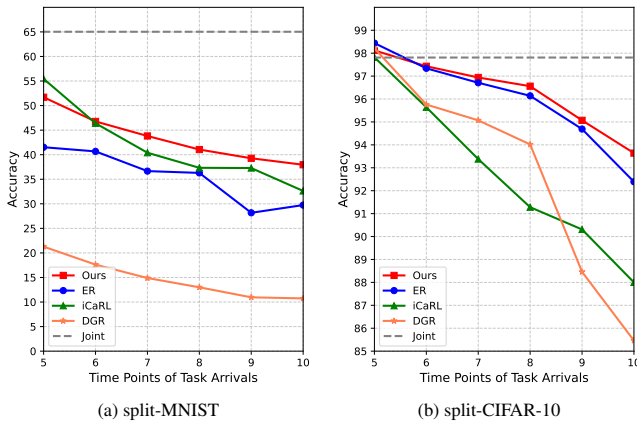 65
60
55
50
45
40
35
30
25
20
15
10
5
0
Accuracy
Ours
ER
iCaRL
DGR
Joint
5 6 7 8 9 10
Time Points of Task Arrivals
(a) split-MNIST
99
98
97
96
95
94
93
92
91
90
89
88
87
86
85
Accuracy
Ours
ER
iCaRL
DGR
Joint
5 6 7 8 9 10
Time Points of Task Arrivals
(b) split-CIFAR-10